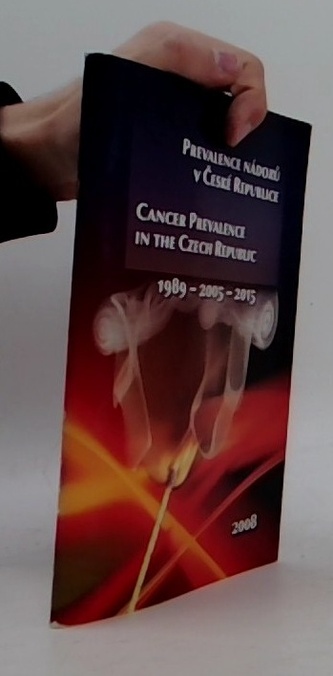 PREVALENCE NÁDORŮ
V ČESKÉ REPUBLICE
CANCER PREVALENCE
IN THE CZECH REPUBLIC
1989 – 2005 – 2015
2008